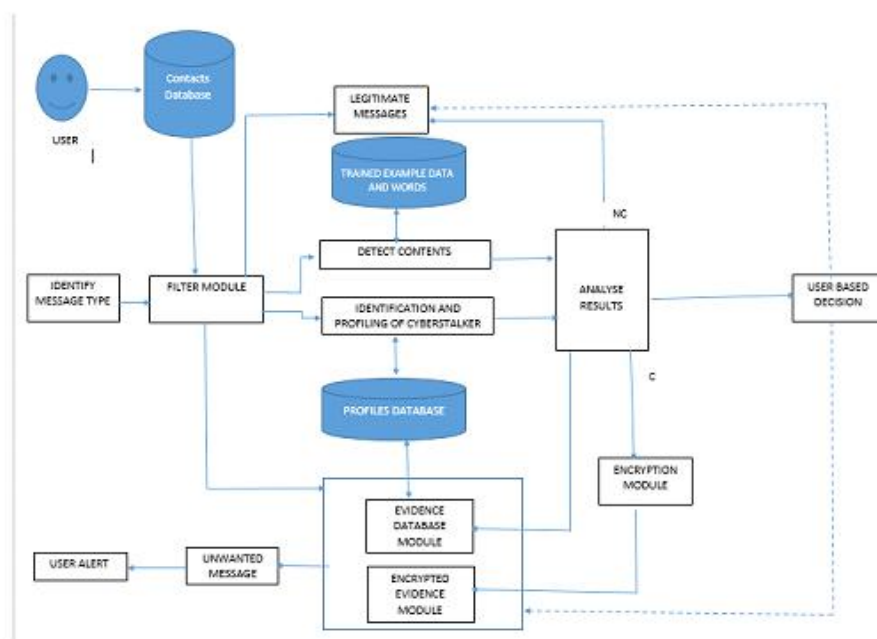 Contacts
Database
USER
LEGITIMATE
MESSAGES
TRAINED EXAMPLE DATA
AND WORDS
NC
DETECT CONTENTS
IDENTIFY
MESSAGE TYPE
FILTER MODULE
IDENTIFICATION AND
PROFILING OF CYBERSTALKER
ANALYSE
RESULTS
USER BASED
DECISION
C
PROFILES DATABASE
ENCRYPTION
MODULE
EVIDENCE
DATABASE
MODULE
USER ALERT
UNWANTED
MESSAGE
ENCRYPTED
EVIDENCE
MODULE